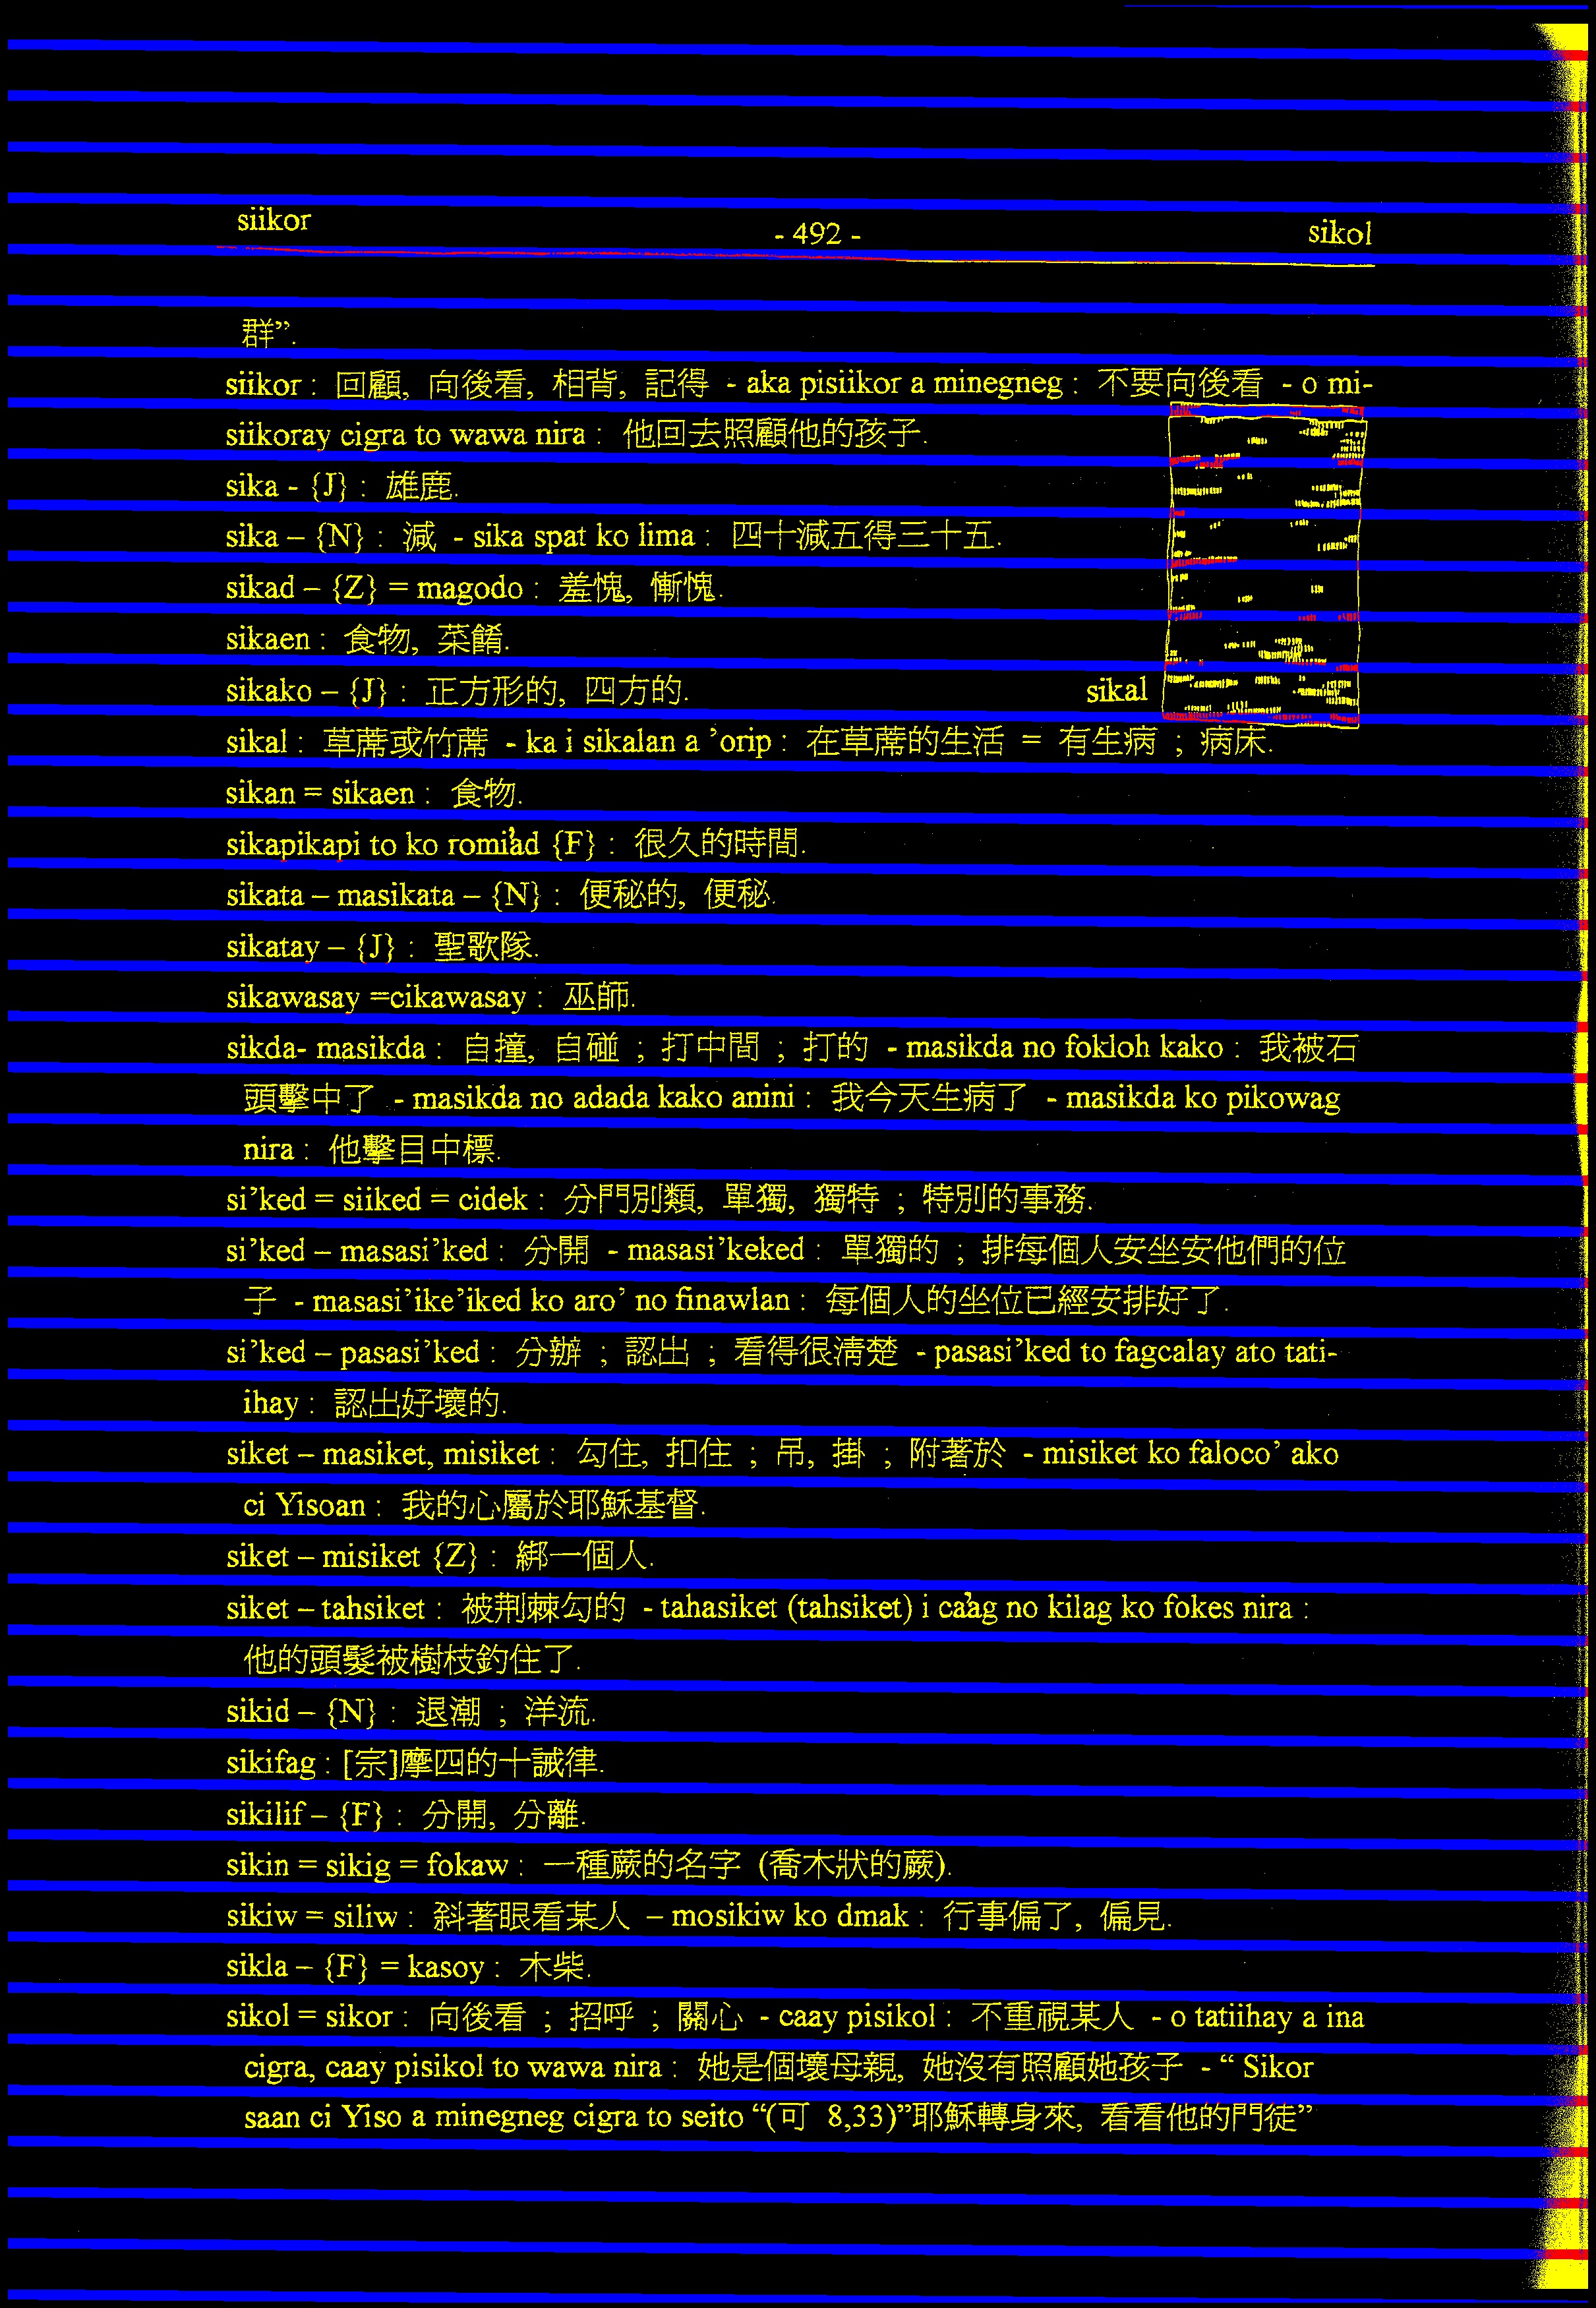 siikor - 492 - sikol
群”.
siikor : 回顧, 向後看, 相背, 記得 - aka pisiikor a minegneg : 不要向後看 - o mi-
siikoray cigra to wawa nira : 他回去照顧他的孩子.
sika - {J} : 雄鹿.
sika – {N} : 減 - sika spat ko lima : 四十減五得三十五.
sikad – {Z} = magodo : 羞愧, 慚愧.
sikaen : 食物, 菜餚.
sikako – {J} : 正方形的, 四方的.
sikal
sikal : 草蓆或竹蓆 - ka i sikalan a ’orip : 在草蓆的生活 = 有生病 ; 病床.
sikan = sikaen : 食物.
sikapikapi to ko romi’ad {F} : 很久的時間.
sikata – masikata – {N} : 便秘的, 便秘.
sikatay – {J} : 聖歌隊.
sikawasay =cikawasay : 巫師.
sikda- masikda : 自撞, 自碰 ; 打中間 ; 打的 - masikda no fokloh kako : 我被石
頭擊中了 - masikda no adada kako anini : 我今天生病了 - masikda ko pikowag
nira : 他擊目中標.
si’ked = siiked = cidek : 分門別類, 單獨, 獨特 ; 特別的事務.
si’ked – masasi’ked : 分開 - masasi’keked : 單獨的 ; 排每個人安坐安他們的位
子 - masasi’ike’iked ko aro’ no finawlan : 每個人的坐位已經安排好了.
si’ked – pasasi’ked : 分辦 ; 認出 ; 看得很清楚 - pasasi’ked to fagcalay ato tati-
ihay : 認出好壞的.
siket – masiket, misiket : 勾住, 扣住 ; 吊, 掛 ; 附著於 - misiket ko faloco’ ako
ci Yisoan : 我的心屬於耶穌基督.
siket – misiket {Z} : 綁一個人.
siket – tahsiket : 被荆棘勾的 - tahasiket (tahsiket) i ca’ag no kilag ko fokes nira :
他的頭髮被樹枝釣住了.
sikid – {N} : 退潮 ; 洋流.
sikifag : [宗]摩四的十誡律.
sikilif – {F} : 分開, 分離.
sikin = sikig = fokaw : 一種蕨的名字 (喬木狀的蕨).
sikiw = siliw : 斜著眼看某人 – mosikiw ko dmak : 行事偏了, 偏見.
sikla – {F} = kasoy : 木柴.
sikol = sikor : 向後看 ; 招呼 ; 關心 - caay pisikol : 不重視某人 - o tatiihay a ina
cigra, caay pisikol to wawa nira : 她是個壞母親, 她沒有照顧她孩子 - “ Sikor
saan ci Yiso a minegneg cigra to seito “(可 8,33)”耶穌轉身來, 看看他的門徒”